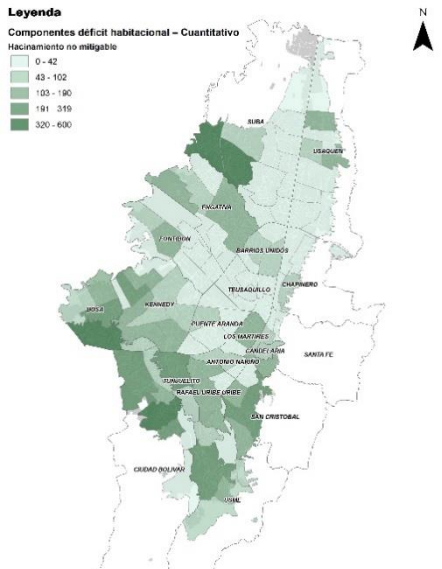 Leyenda
N
Componentes déficit habitacional – Cuantitativo
Hacinamiento no mitigable
0 - 42
43 - 102
103 - 190
191 - 319
320 - 600
SUBA
USAQUEN
ENGATIVA
FONTIBON
BARRIOS UNIDOS
TEUSAQUILLO
CHAPINERO
KENNEDY
BOSA
PUENTE ARANDA
LOS MARTIRES
CANDELARIA
SANTA FE
ANTONIO NARIÑO
TUNJUELITO
RAFAEL URIBE URIBE
SAN CRISTOBAL
CIUDAD BOLIVAR
USME